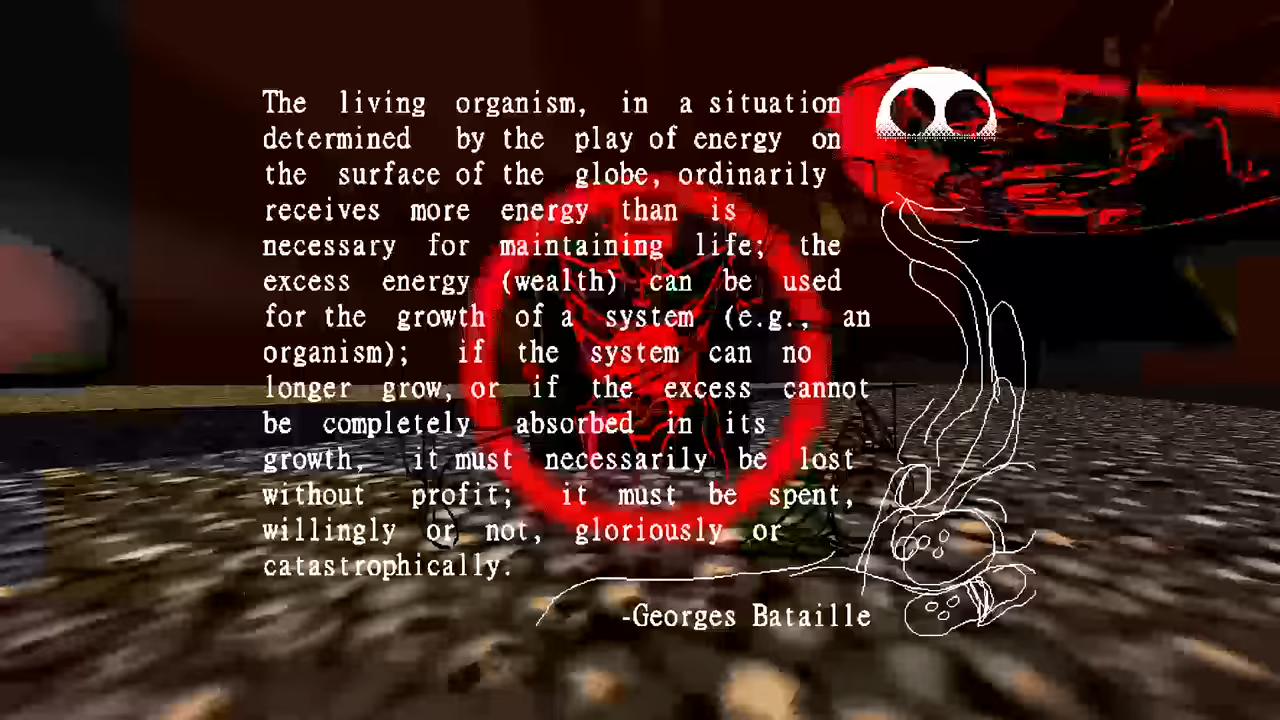 The living organism, in a situation
determined by the play of energy on
the surface of the globe, ordinarily
receives more energy than is
necessary for maintaining life; the
excess energy (wealth) can be used
for the growth of a system (e.g., an
organism); if the system can no
longer grow, or if the excess cannot
be completely absorbed in its
growth, it must necessarily be lost
without profit; it must be spent,
willingly or not, gloriously or
catastrophically.
-Georges Bataille